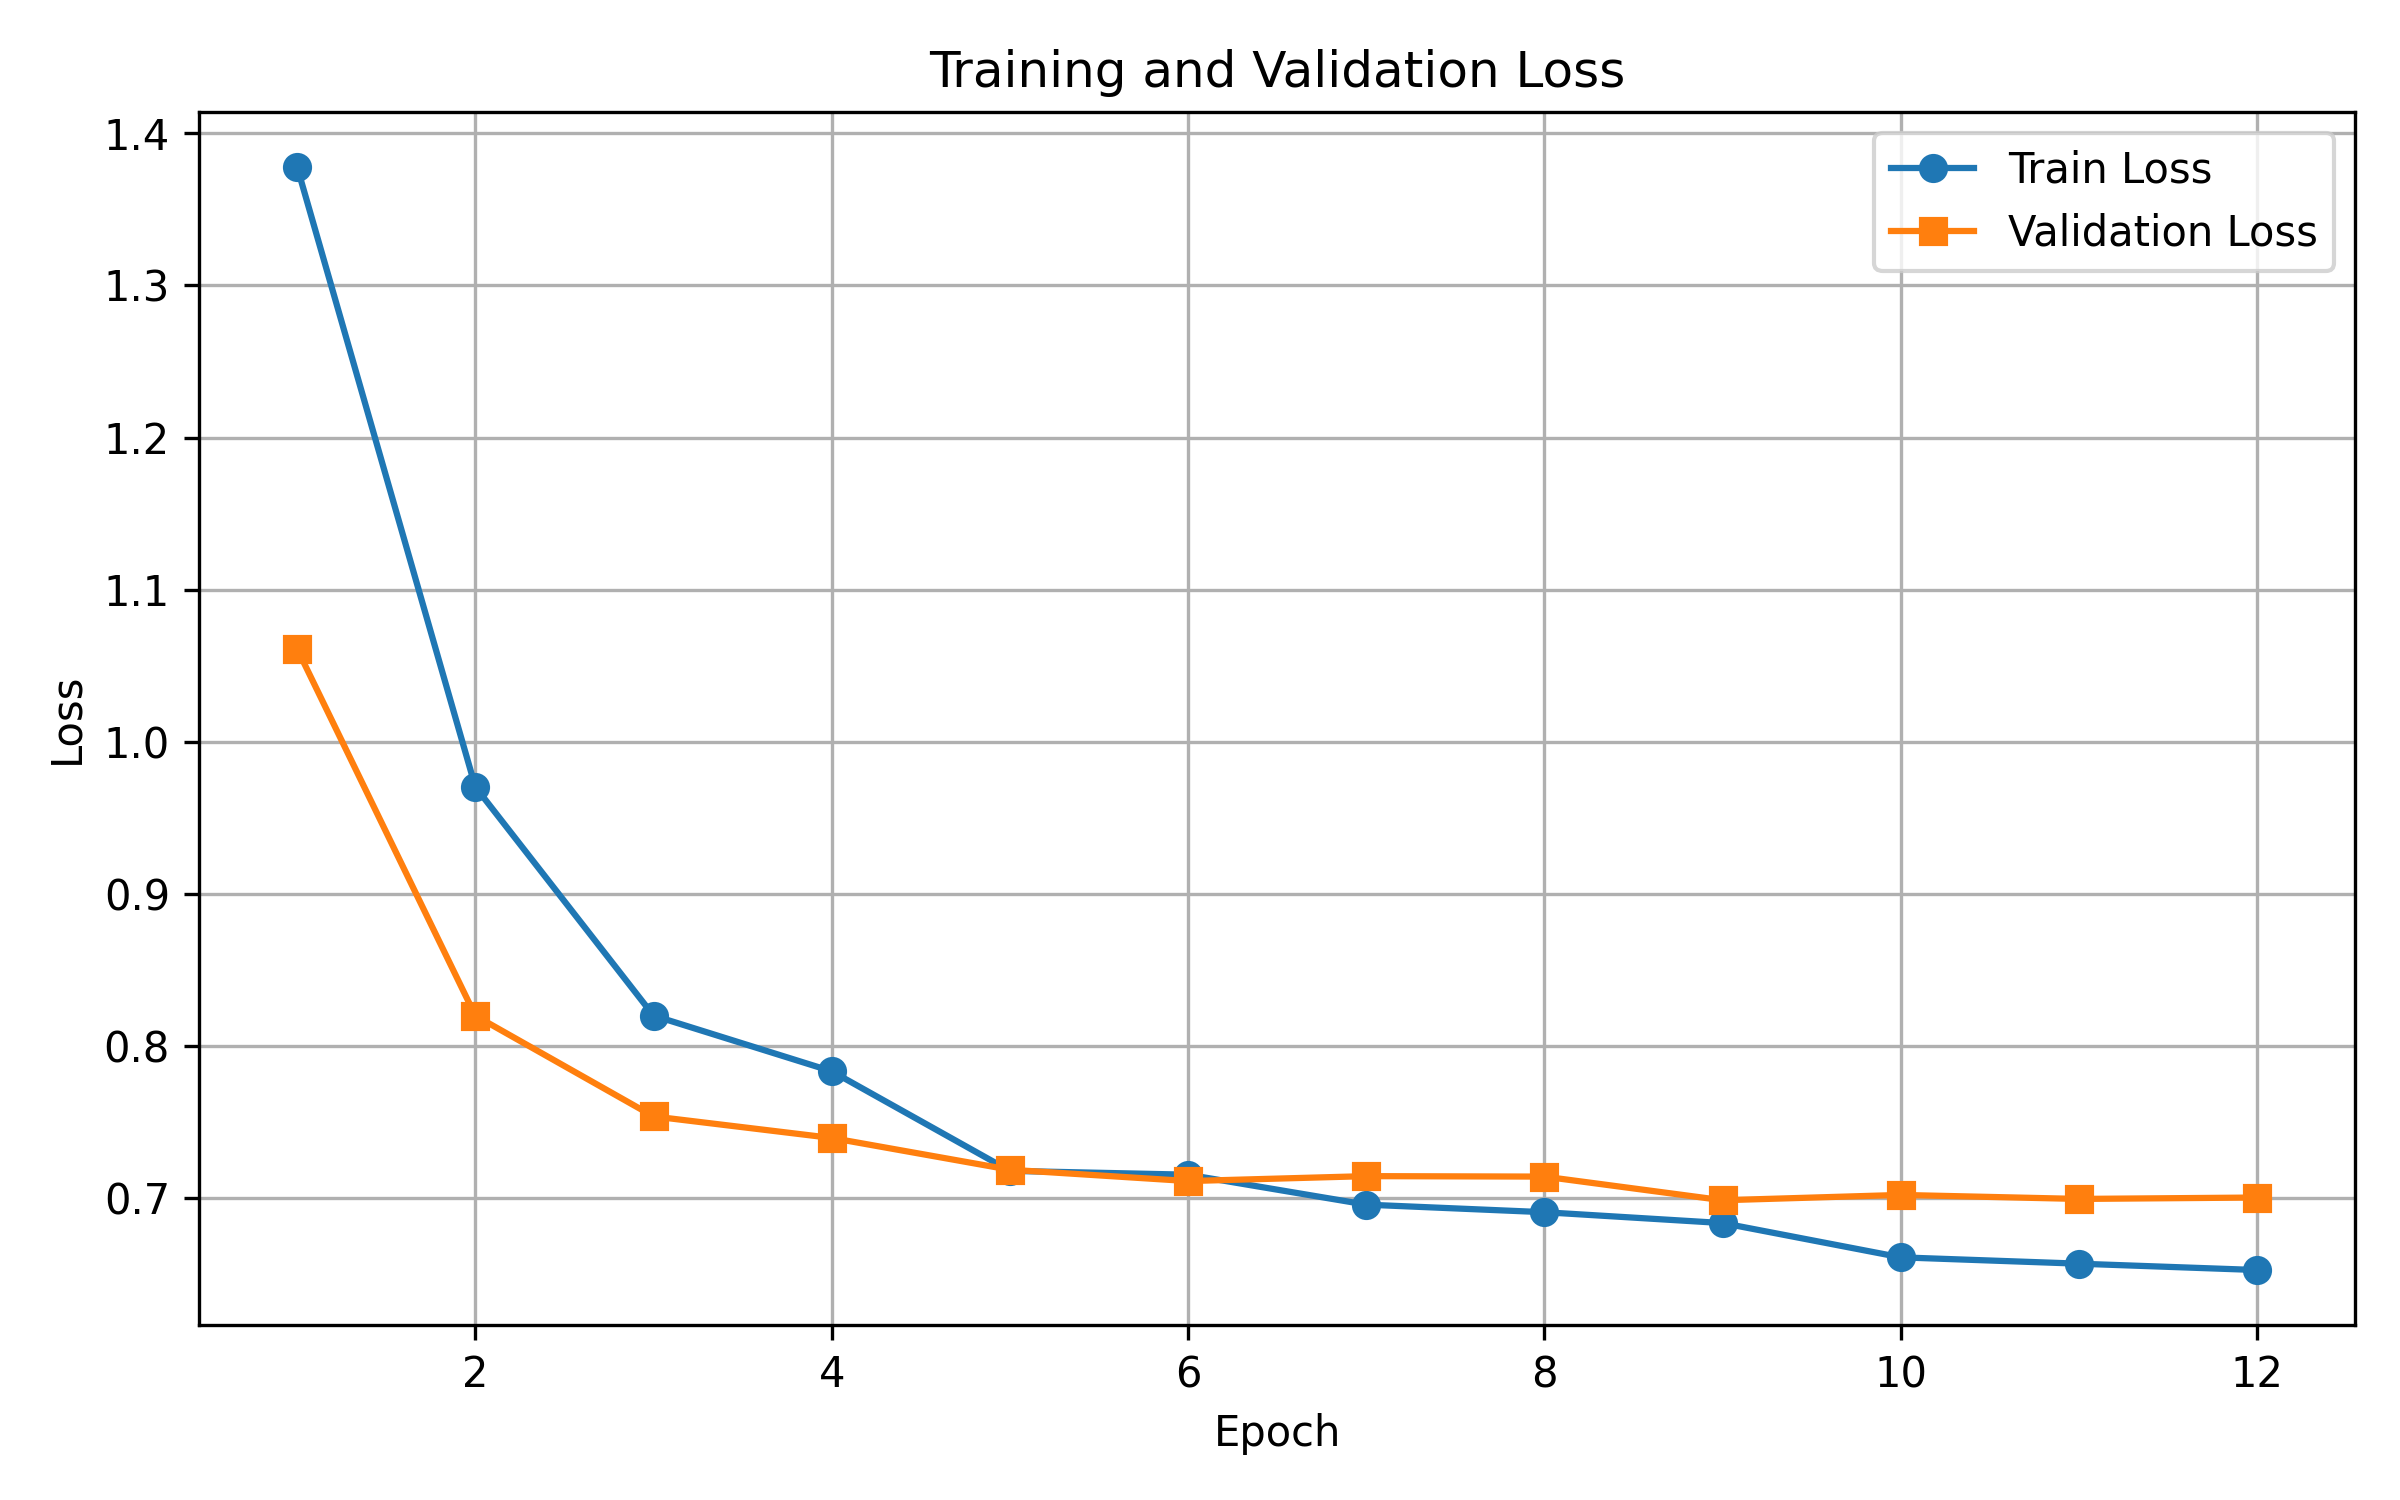 Training and Validation Loss
Train Loss
Validation Loss
1.4
1.3
1.2
1.1
1.0
0.9
0.8
0.7
Loss
2 4 6 8 10 12
Epoch